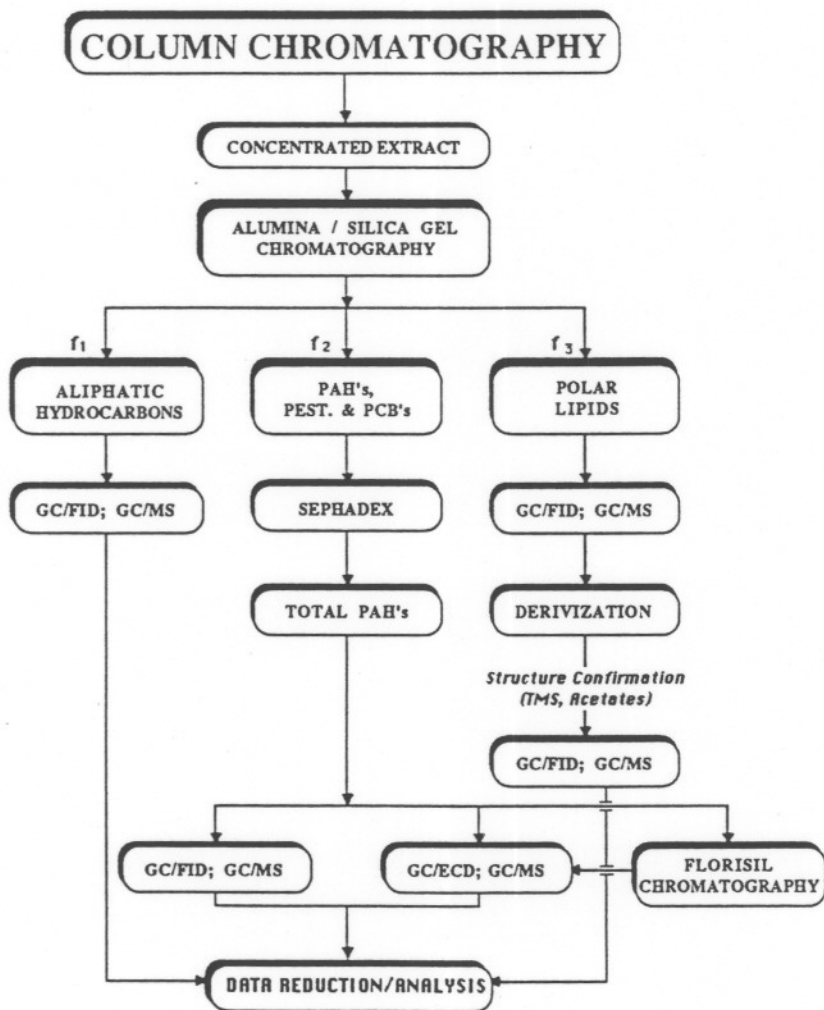 COLUMN CHROMATOGRAPHY
CONCENTRATED EXTRACT
ALUMINA / SILICA GEL
CHROMATOGRAPHY
f1
f2
f3
ALIPHATIC
HYDROCARBONS
PAH's,
PEST. & PCB's
POLAR
LIPIDS
GC/FID; GC/MS
SEPHADEX
GC/FID; GC/MS
TOTAL PAH's
DERIVIZATION
Structure Confirmation
(TMS, Acetates)
GC/FID; GC/MS
GC/FID; GC/MS
GC/ECD; GC/MS
FLORISIL
CHROMATOGRAPHY
DATA REDUCTION/ANALYSIS